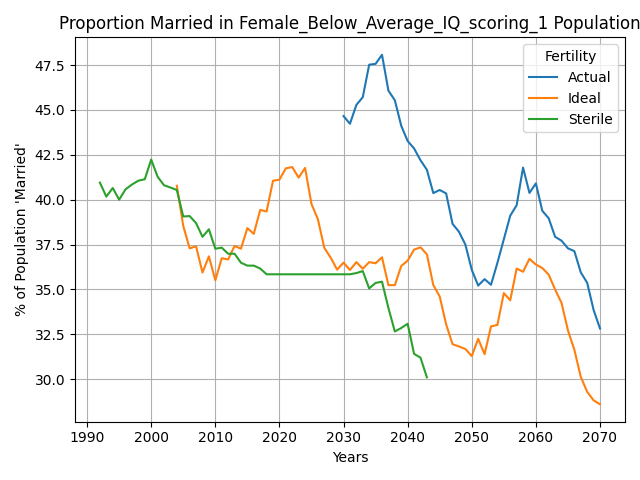 Proportion Married in Female_Below_Average_IQ_scoring_1 Population
% of Population 'Married'
47.5
45.0
42.5
40.0
37.5
35.0
32.5
30.0
Fertility
Actual
Ideal
Sterile
1990 2000 2010 2020 2030 2040 2050 2060 2070
Years